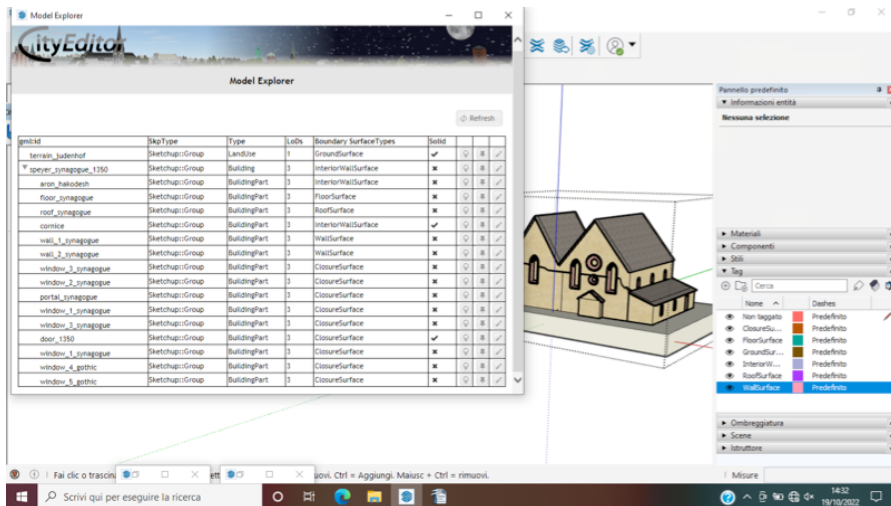 Model Explorer
CityEditor
Model Explorer
Refresh
gml:id SkpType Type LoDs Boundary SurfaceTypes Solid
terrain_judenhof Sketchup::Group LandUse 1 GroundSurface
speyer_synagogue_1350 Sketchup::Group Building 3 InteriorWallSurface
aron_hakodesh Sketchup::Group BuildingPart 3 InteriorWallSurface
floor_synagogue Sketchup::Group BuildingPart 3 FloorSurface
roof_synagogue Sketchup::Group BuildingPart 3 RoofSurface
cornice Sketchup::Group BuildingPart 3 InteriorWallSurface
wall_1_synagogue Sketchup::Group BuildingPart 3 WallSurface
wall_2_synagogue Sketchup::Group BuildingPart 3 WallSurface
window_3_synagogue Sketchup::Group BuildingPart 3 ClosureSurface
window_2_synagogue Sketchup::Group BuildingPart 3 ClosureSurface
portal_synagogue Sketchup::Group BuildingPart 3 ClosureSurface
window_1_synagogue Sketchup::Group BuildingPart 3 ClosureSurface
window_3_synagogue Sketchup::Group BuildingPart 3 ClosureSurface
door_1350 Sketchup::Group BuildingPart 3 ClosureSurface
window_1_synagogue Sketchup::Group BuildingPart 3 ClosureSurface
window_4_gothic Sketchup::Group BuildingPart 3 ClosureSurface
window_5_gothic Sketchup::Group BuildingPart 3 ClosureSurface
Pannello predefinito
Informazioni entità
Nessuna selezione
Materiali
Componenti
Stili
Tag
Cerca
Nome Dashes
Non taggato Predefinito
ClosureSu... Predefinito
FloorSurface Predefinito
GroundSur... Predefinito
InteriorW... Predefinito
RoofSurface Predefinito
WallSurface Predefinito
Ombreggiatura
Scene
Istruttore
Fai clic o trascina ett uovi. Ctrl = Aggiungi. Maiusc + Ctrl = rimuovi.
Misure
Scrivi qui per eseguire la ricerca
14:32
19/10/2022